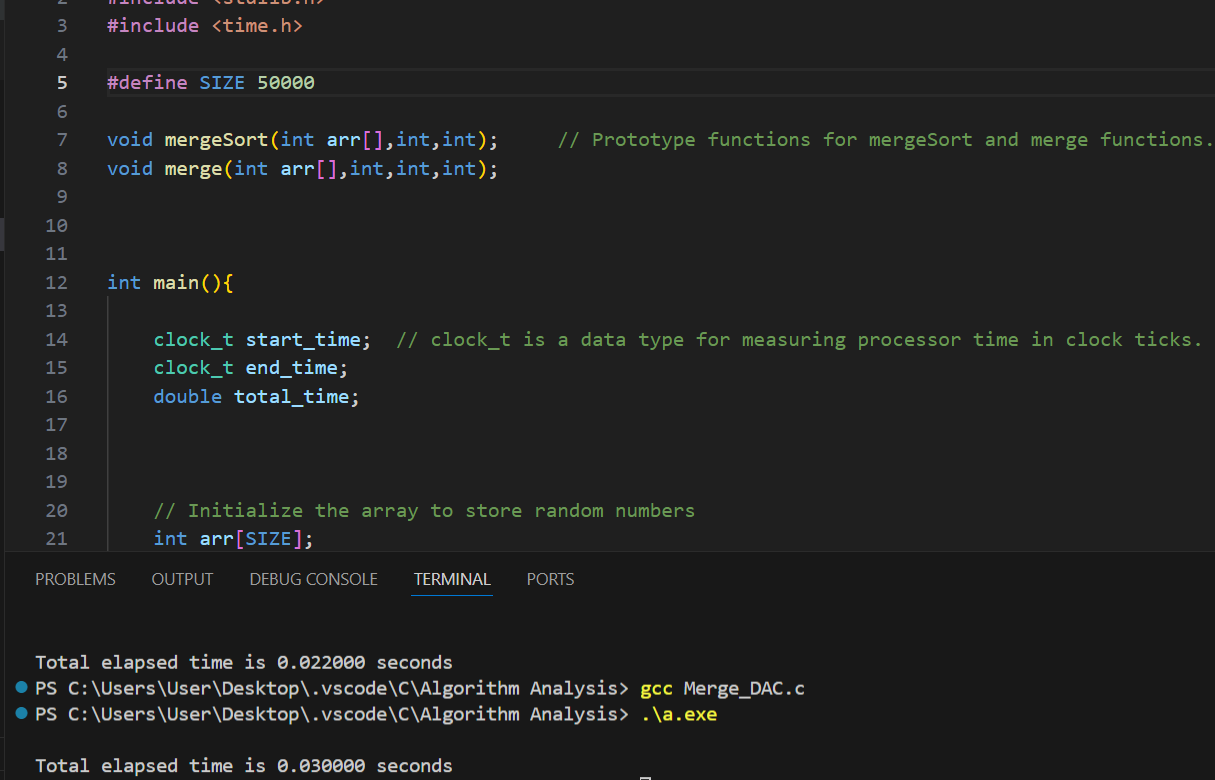 2 #include <stdlib.h>
3 #include <time.h>
4
5 #define SIZE 50000
6
7 void mergeSort(int arr[],int,int);     // Prototype functions for mergeSort and merge functions.
8 void merge(int arr[],int,int,int);
9
10
11
12 int main(){
13
14     clock_t start_time;  // clock_t is a data type for measuring processor time in clock ticks.
15     clock_t end_time;
16     double total_time;
17
18
19
20     // Initialize the array to store random numbers
21     int arr[SIZE];
PROBLEMS OUTPUT DEBUG CONSOLE TERMINAL PORTS
Total elapsed time is 0.022000 seconds
PS C:\Users\User\Desktop\.vscode\C\Algorithm Analysis> gcc Merge_DAC.c
PS C:\Users\User\Desktop\.vscode\C\Algorithm Analysis> .\a.exe
Total elapsed time is 0.030000 seconds